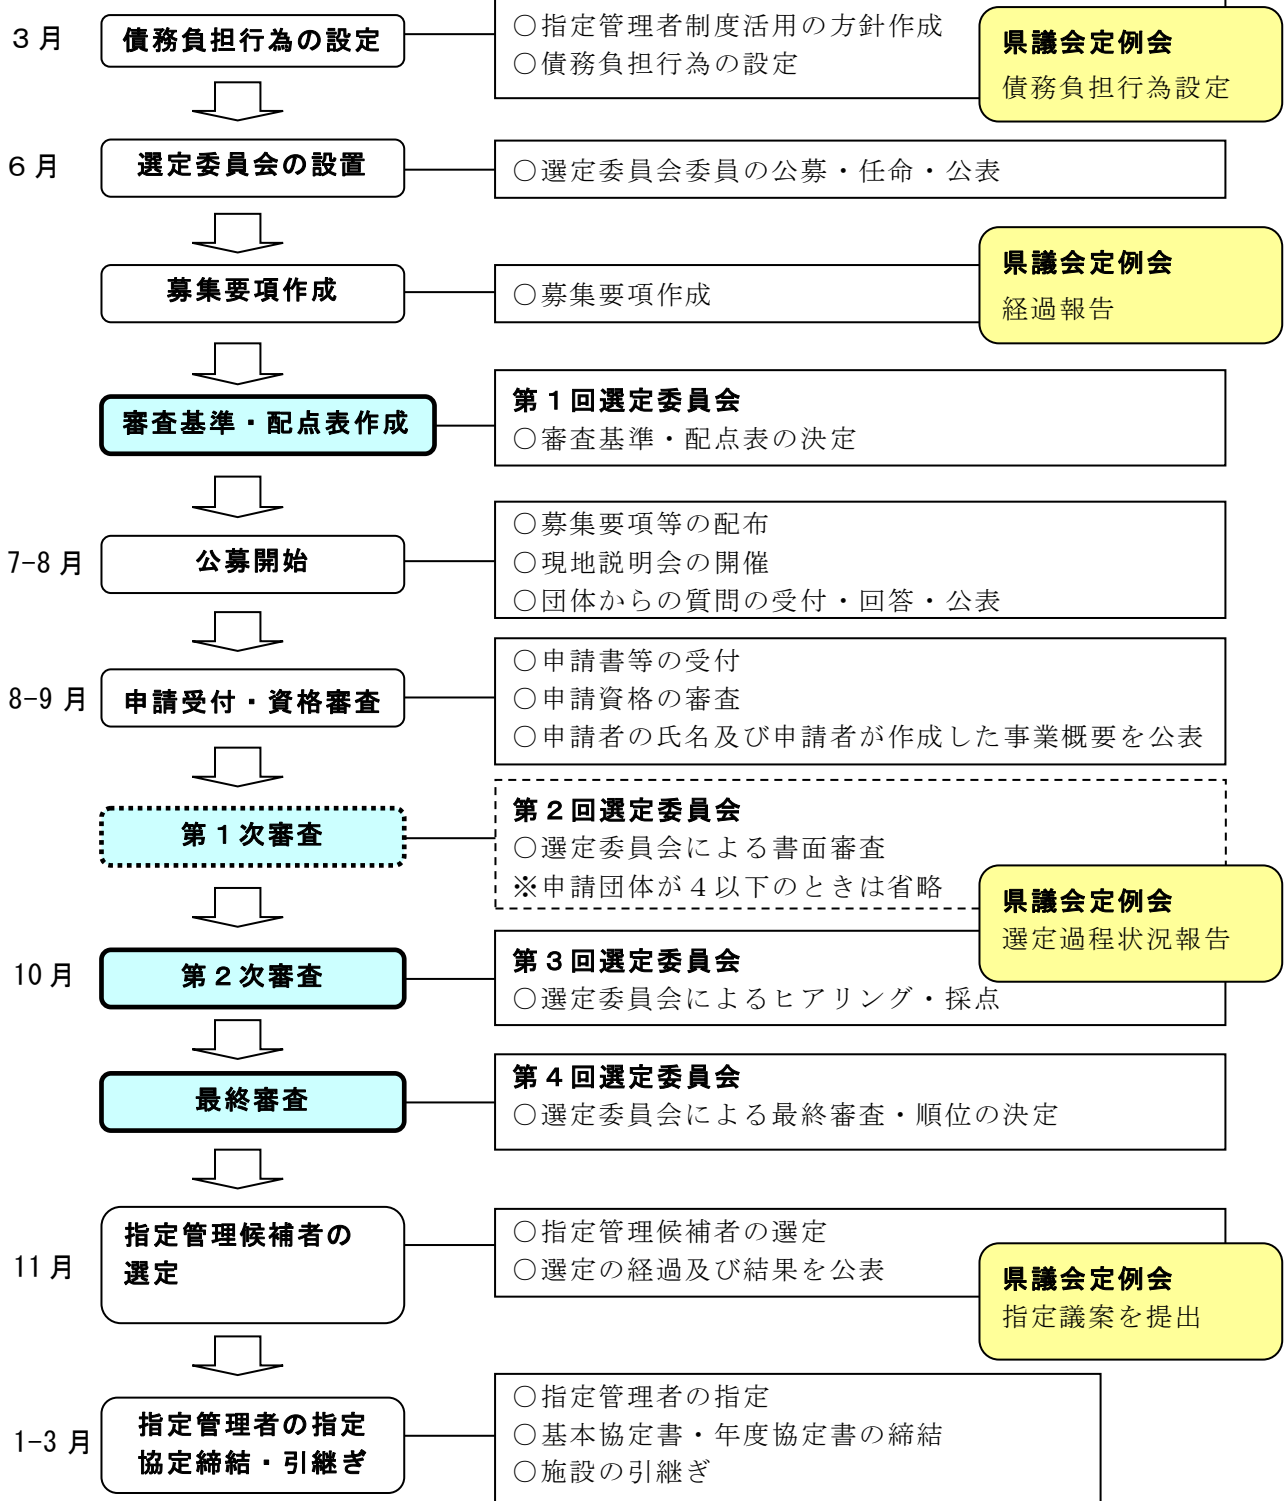 3月
債務負担行為の設定
○指定管理者制度活用の方針作成
○債務負担行為の設定
県議会定例会
債務負担行為設定
6月
選定委員会の設置
○選定委員会委員の公募・任命・公表
募集要項作成
○募集要項作成
県議会定例会
経過報告
審査基準・配点表作成
第1回選定委員会
○審査基準・配点表の決定
7-8月
公募開始
○募集要項等の配布
○現地説明会の開催
○団体からの質問の受付・回答・公表
8-9月
申請受付・資格審査
○申請書等の受付
○申請資格の審査
○申請者の氏名及び申請者が作成した事業概要を公表
第1次審査
第2回選定委員会
○選定委員会による書面審査
※申請団体が4以下のときは省略
県議会定例会
選定過程状況報告
10月
第2次審査
第3回選定委員会
○選定委員会によるヒアリング・採点
最終審査
第4回選定委員会
○選定委員会による最終審査・順位の決定
11月
指定管理候補者の
選定
○指定管理候補者の選定
○選定の経過及び結果を公表
県議会定例会
指定議案を提出
1-3月
指定管理者の指定
協定締結・引継ぎ
○指定管理者の指定
○基本協定書・年度協定書の締結
○施設の引継ぎ